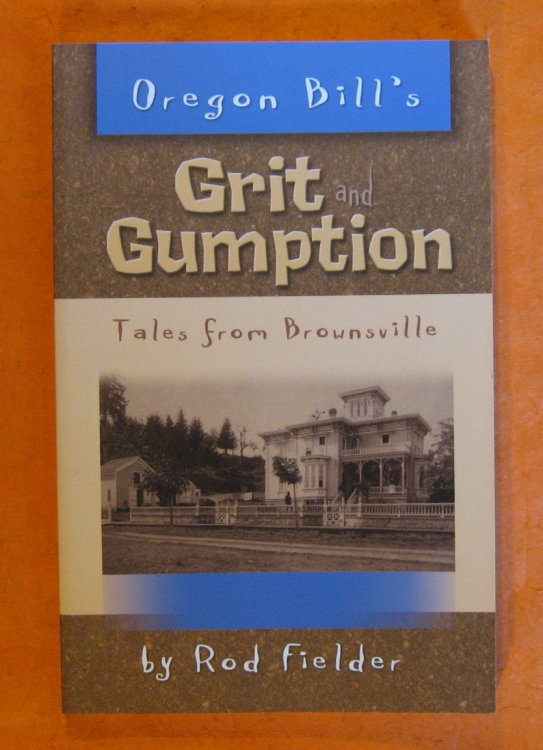 Oregon Bill's
Grit and
Gumption
Tales from Brownsville
by Rod Fielder